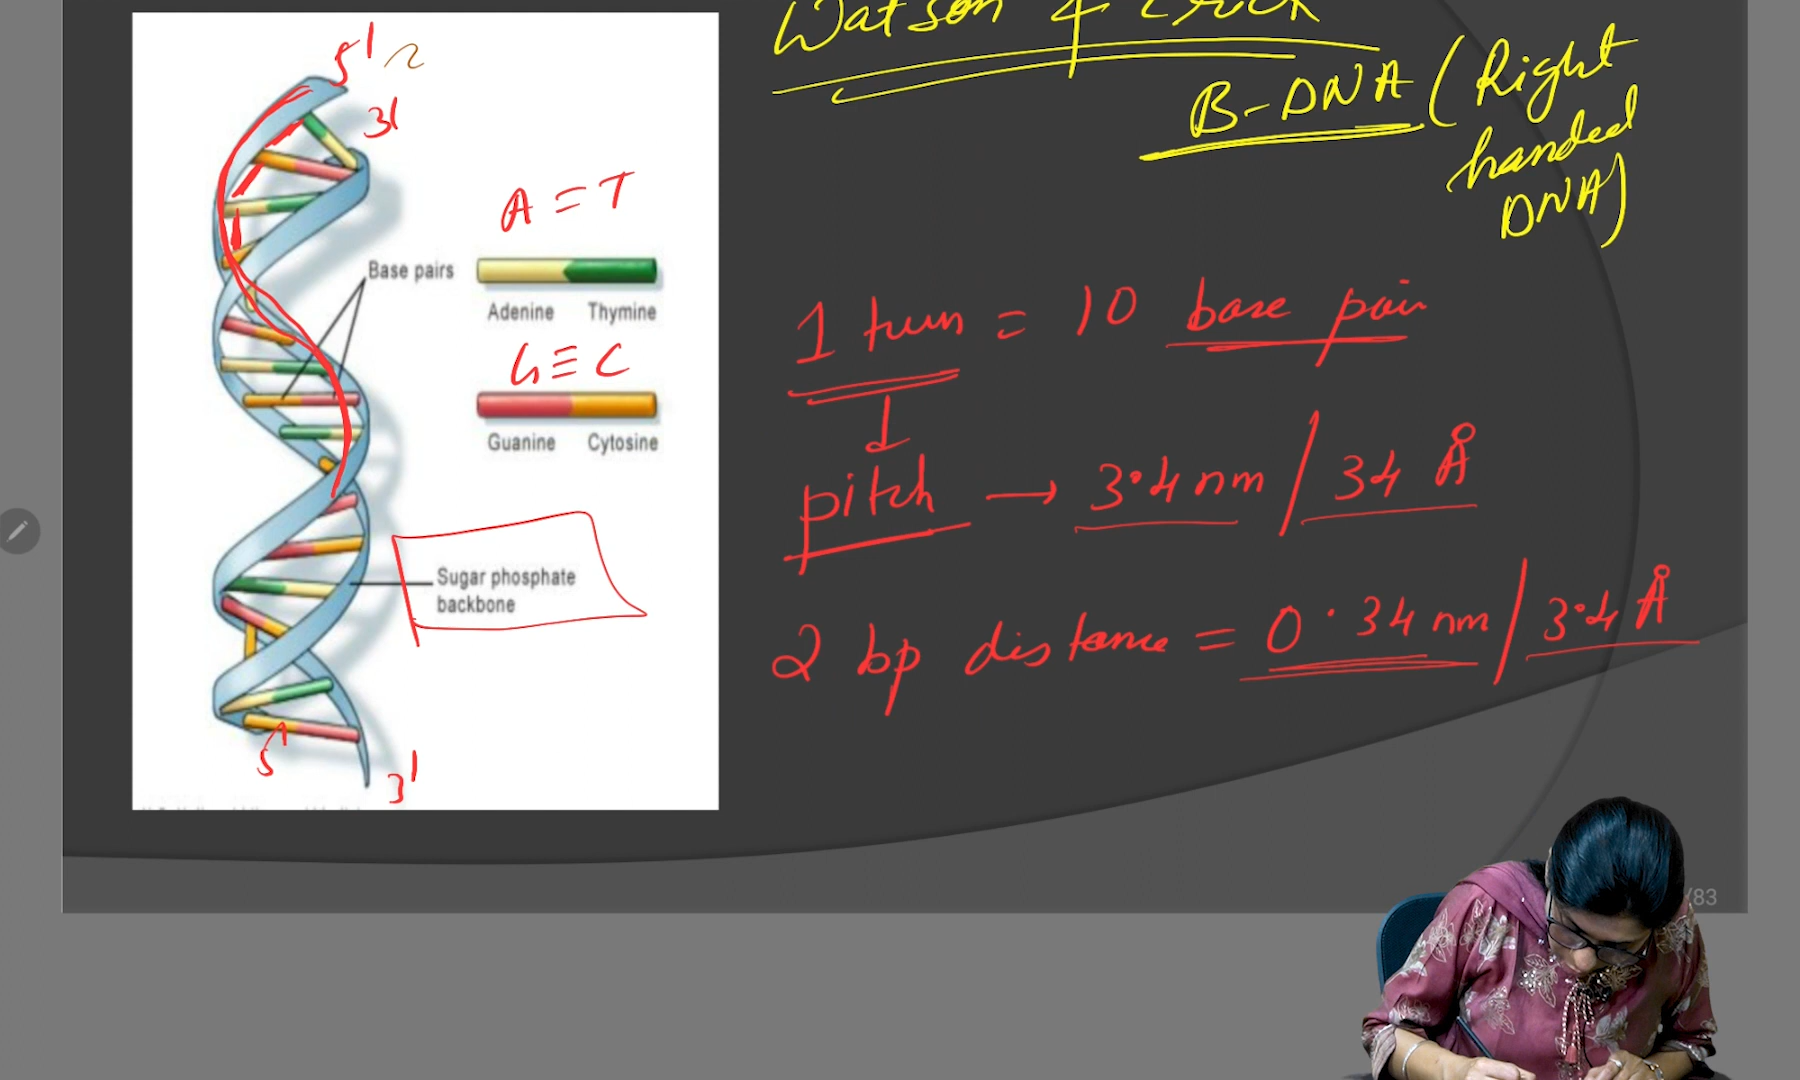 Watson & Crick
B-DNA (Right
handed
DNA)
5'
3'
A = T
Base pairs
Adenine Thymine
G ≡ C
Guanine Cytosine
Sugar phosphate
backbone
5'
3'
1 turn = 10 base pair
pitch → 3.4 nm / 34 Å
2 bp distance = 0.34 nm / 3.4 Å
/83